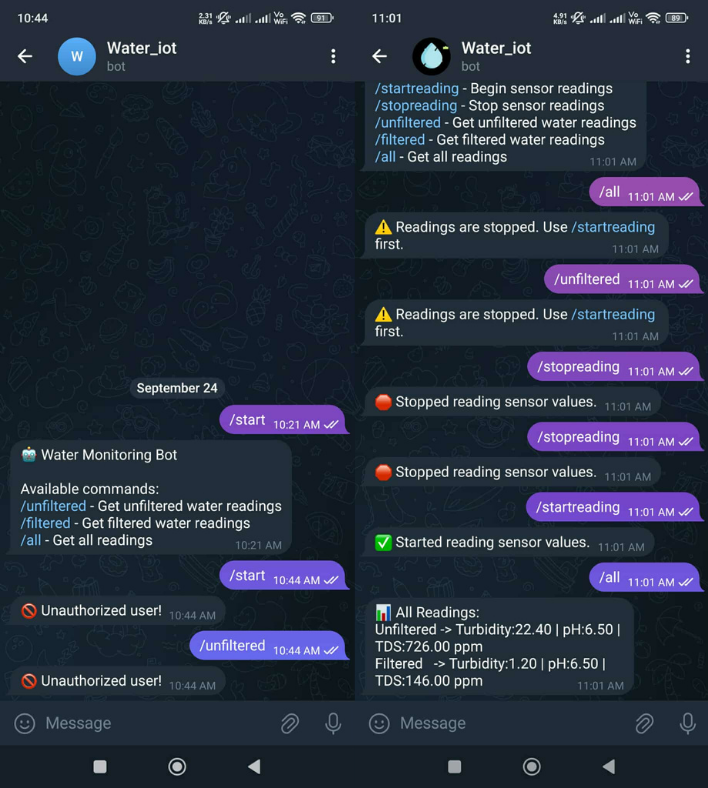 10:44
2.31
KB/s
Vo
WiFi
91
W
Water_iot
bot
September 24
/start 10:21 AM
Water Monitoring Bot
Available commands:
/unfiltered - Get unfiltered water readings
/filtered - Get filtered water readings
/all - Get all readings
10:21 AM
/start 10:44 AM
Unauthorized user! 10:44 AM
/unfiltered 10:44 AM
Unauthorized user! 10:44 AM
Message
11:01
4.91
KB/s
Vo
WiFi
89
Water_iot
bot
/startreading - Begin sensor readings
/stopreading - Stop sensor readings
/unfiltered - Get unfiltered water readings
/filtered - Get filtered water readings
/all - Get all readings
11:01 AM
/all 11:01 AM
Readings are stopped. Use /startreading
first.
11:01 AM
/unfiltered 11:01 AM
Readings are stopped. Use /startreading
first.
11:01 AM
/stopreading 11:01 AM
Stopped reading sensor values. 11:01 AM
/stopreading 11:01 AM
Stopped reading sensor values. 11:01 AM
/startreading 11:01 AM
Started reading sensor values. 11:01 AM
/all 11:01 AM
All Readings:
Unfiltered -> Turbidity:22.40 | pH:6.50 |
TDS:726.00 ppm
Filtered -> Turbidity:1.20 | pH:6.50 |
TDS:146.00 ppm
11:01 AM
Message